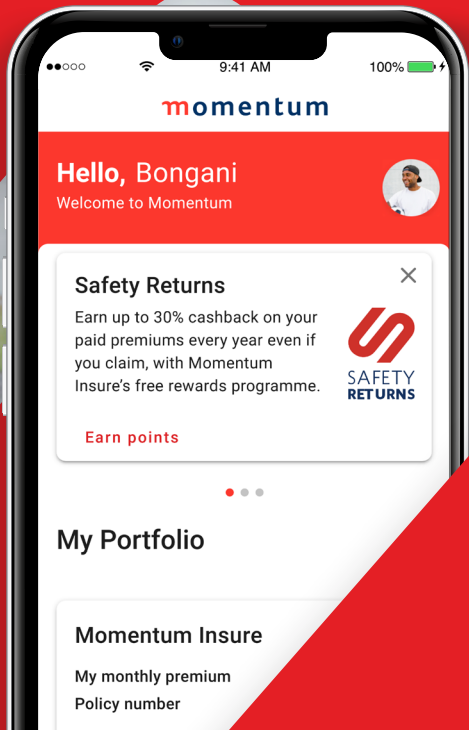 9:41 AM
100%
momentum
Hello, Bongani
Welcome to Momentum
Safety Returns
Earn up to 30% cashback on your
paid premiums every year even if
you claim, with Momentum
Insure's free rewards programme.
SAFETY
RETURNS
Earn points
My Portfolio
Momentum Insure
My monthly premium
Policy number